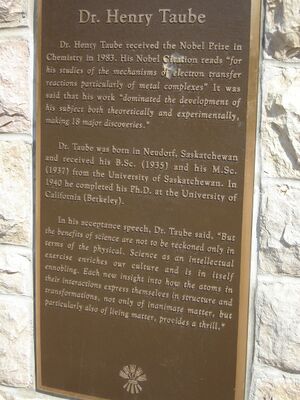 Dr. Henry Taube
Dr. Henry Taube received the Nobel Prize in
Chemistry in 1983. His Nobel Citation reads "for
his studies of the mechanisms of electron transfer
reactions particularly of metal complexes" It was
said that his work "dominated the development of
his subject both theoretically and experimentally,
making 18 major discoveries."
Dr. Taube was born in Neudorf, Saskatchewan
and received his B.Sc. (1935) and his M.Sc.
(1937) from the University of Saskatchewan. In
1940 he completed his Ph.D. at the University of
California (Berkeley).
In his acceptance speech, Dr. Taube said, "But
the benefits of science are not to be reckoned only in
terms of the physical. Science as an intellectual
exercise enriches our culture and is in itself
ennobling. Each new insight into how the atoms in
their interactions express themselves in structure and
transformations, not only of inanimate matter, but
particularly also of living matter, provides a thrill."